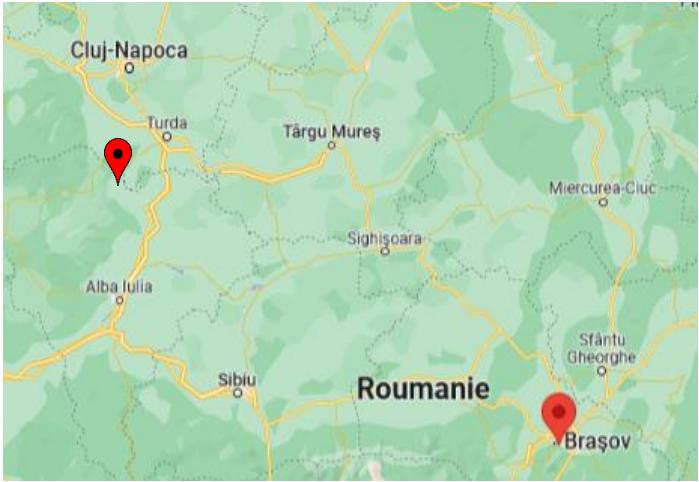 Cluj-Napoca
Turda
Târgu Mureş
Miercurea-Ciuc
Sighişoara
Alba Iulia
Sfântu
Gheorghe
Sibiu
Roumanie
Braşov